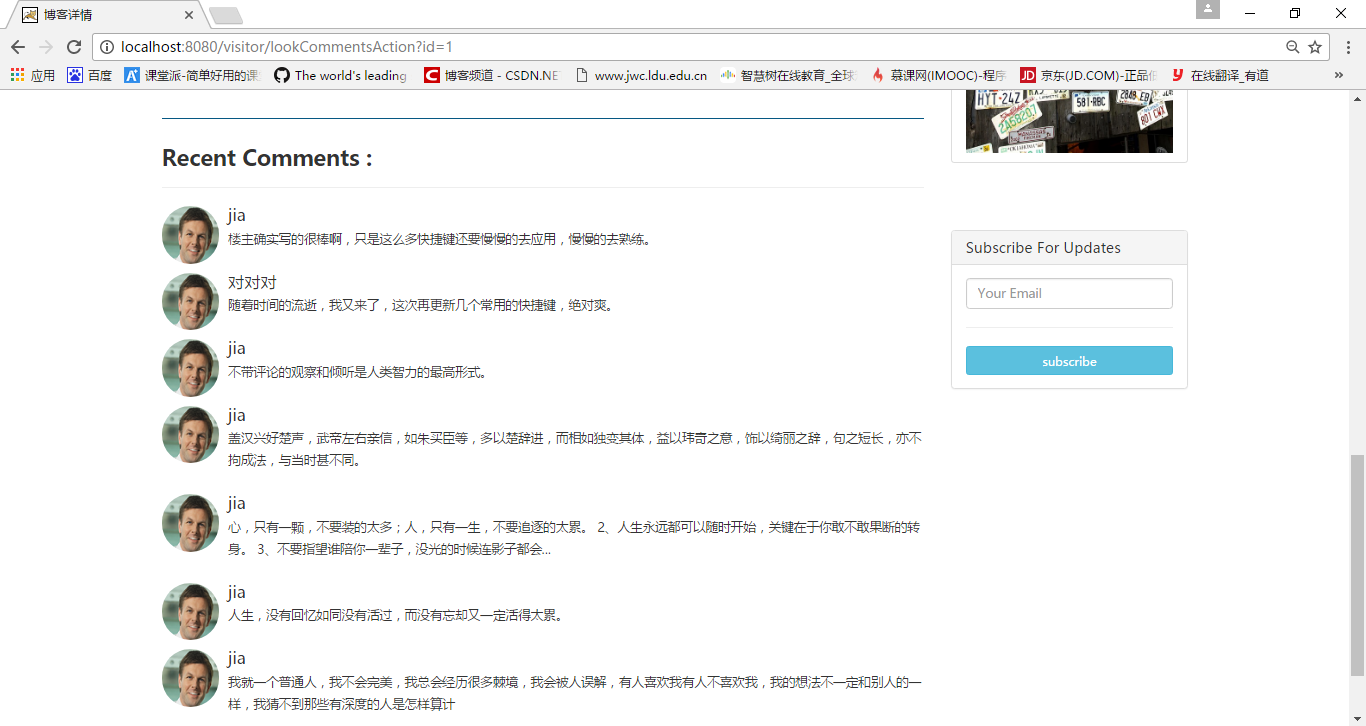 博客详情
localhost:8080/visitor/lookCommentsAction?id=1
应用 百度 课堂派-简单好用的课 The world's leading 博客频道 - CSDN.NE www.jwc.ldu.edu.cn 智慧树在线教育_全球 慕课网(IMOOC)-程序 京东(JD.COM)-正品低 在线翻译_有道 »
HYT-24Z
581·RBC
2A58207
801 CWX
Recent Comments :
jia
楼主确实写的很棒啊，只是这么多快捷键还要慢慢的去应用，慢慢的去熟练。
对对对
随着时间的流逝，我又来了，这次再更新几个常用的快捷键，绝对爽。
jia
不带评论的观察和倾听是人类智力的最高形式。
jia
盖汉兴好楚声，武帝左右亲信，如朱买臣等，多以楚辞进，而相如独变其体，益以玮奇之意，饰以绮丽之辞，句之短长，亦不
拘成法，与当时甚不同。
jia
心，只有一颗，不要装的太多；人，只有一生，不要追逐的太累。 2、人生永远都可以随时开始，关键在于你敢不敢果断的转
身。 3、不要指望谁陪你一辈子，没光的时候连影子都会...
jia
人生，没有回忆如同没有活过，而没有忘却又一定活得太累。
jia
我就一个普通人，我不会完美，我总会经历很多棘境，我会被人误解，有人喜欢我有人不喜欢我，我的想法不一定和别人的一
样，我猜不到那些有深度的人是怎样算计
Subscribe For Updates
Your Email
subscribe